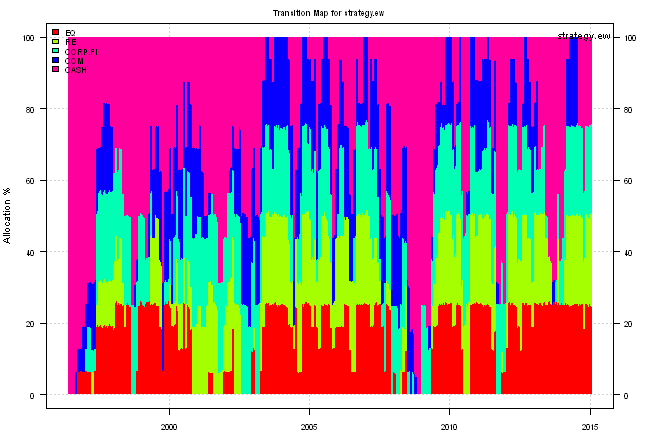 Transition Map for strategy.ew
strategy.ew
EQ
RE
CORP.FI
COM
CASH
Allocation %
100
80
60
40
20
0
100
80
60
40
20
0
2000 2005 2010 2015